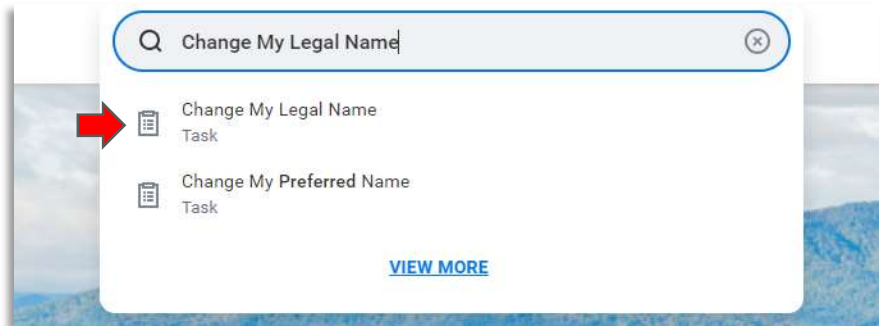 Change My Legal Name
Change My Legal Name
Task
Change My Preferred Name
Task
VIEW MORE